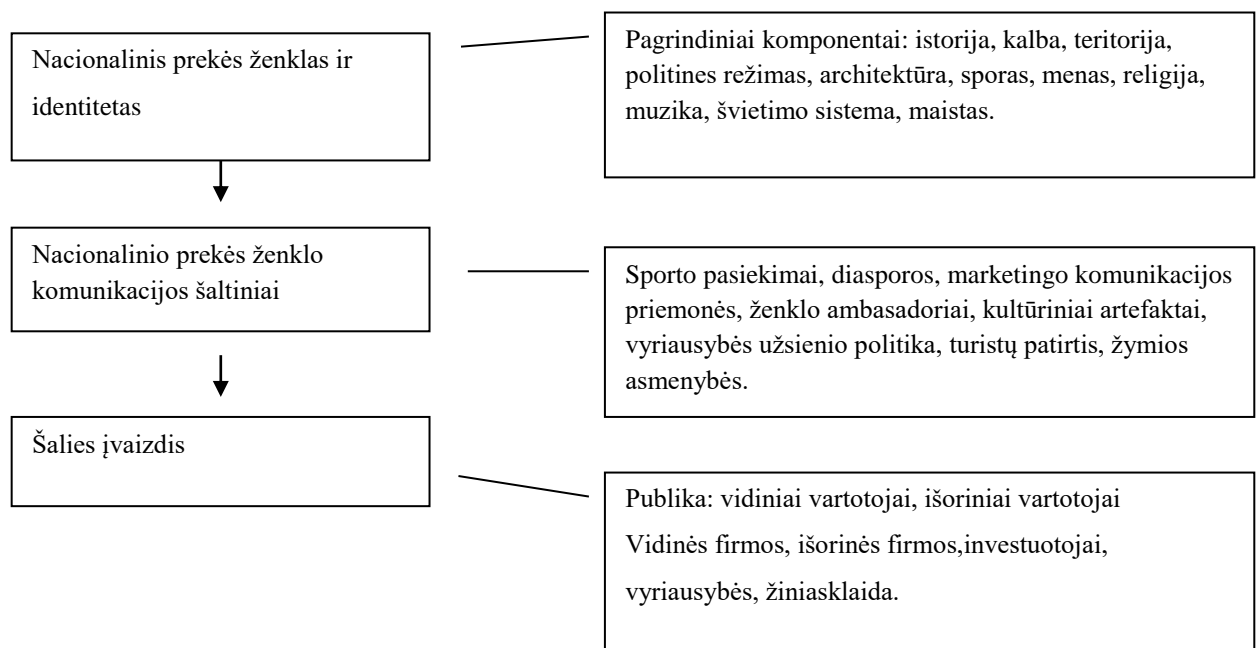 Nacionalinis prekės ženklas ir
identitetas
Pagrindiniai komponentai: istorija, kalba, teritorija,
politines režimas, architektūra, sporas, menas, religija,
muzika, švietimo sistema, maistas.
Nacionalinio prekės ženklo
komunikacijos šaltiniai
Sporto pasiekimai, diasporos, marketingo komunikacijos
priemonės, ženklo ambasadoriai, kultūriniai artefaktai,
vyriausybės užsienio politika, turistų patirtis, žymios
asmenybės.
Šalies įvaizdis
Publika: vidiniai vartotojai, išoriniai vartotojai
Vidinės firmos, išorinės firmos,investuotojai,
vyriausybės, žiniasklaida.